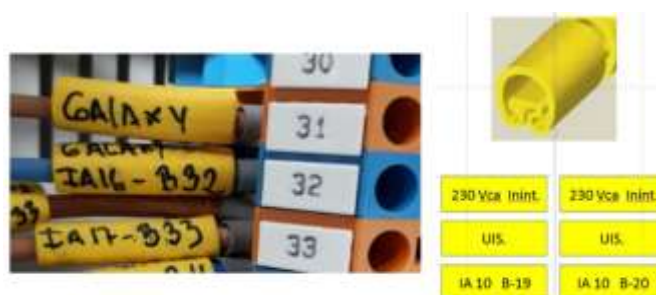 30
GAlAxY
31
IA16 - B32
32
33
IA17-B33
33
230 Vca Inint.
230 Vca Inint.
UIS.
UIS.
IA 10 B-19
IA 10 B-20